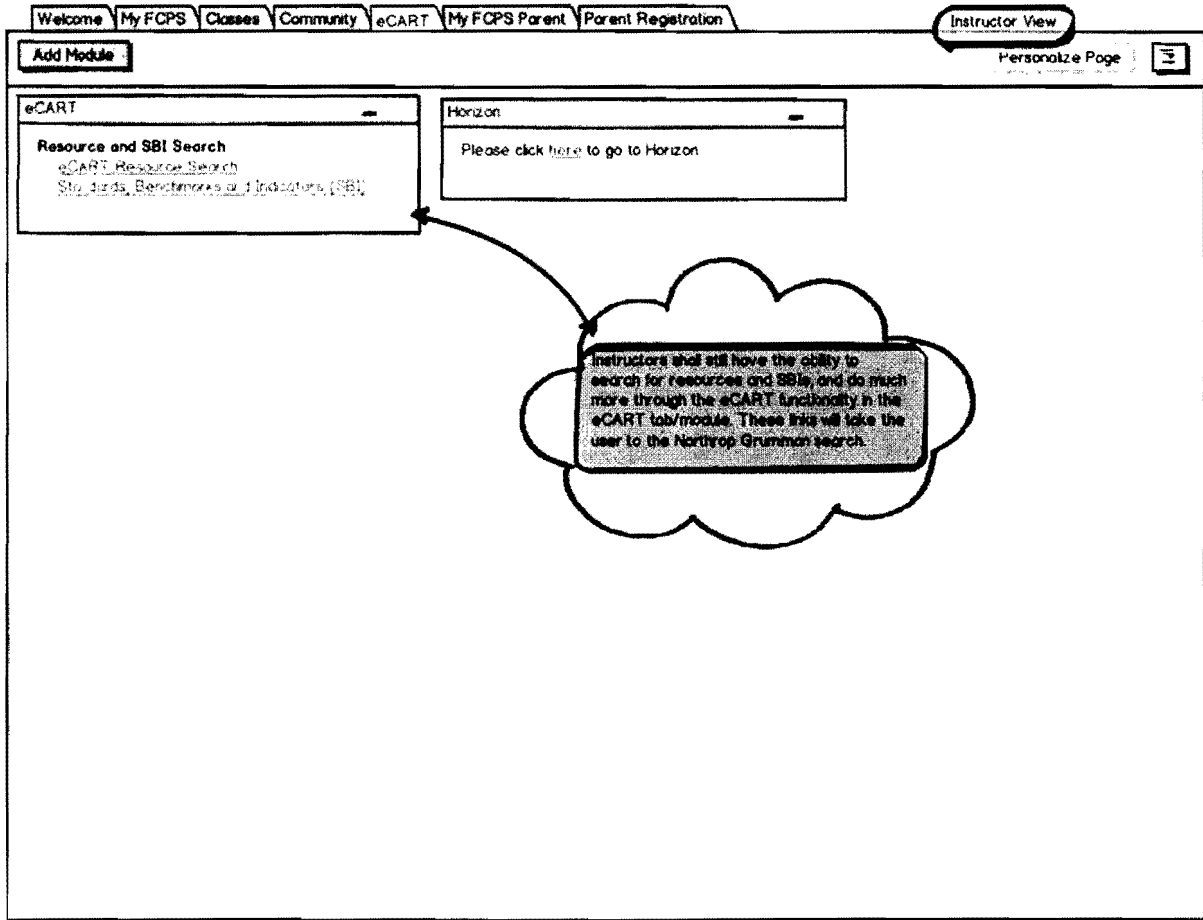 Welcome My FCPS Classes Community eCART My FCPS Parent Parent Registration
Instructor View
Add Module
Personalize Page
eCART
Resource and SBI Search
eCART Resource Search
Standards, Benchmarks and Indicators (SBI)
Horizon
Please click here to go to Horizon
Instructors shall still have the ability to
search for resources and SBIs, and do much
more through the eCART functionality in the
eCART tab/module. These links will take the
user to the Northrop Grumman search.